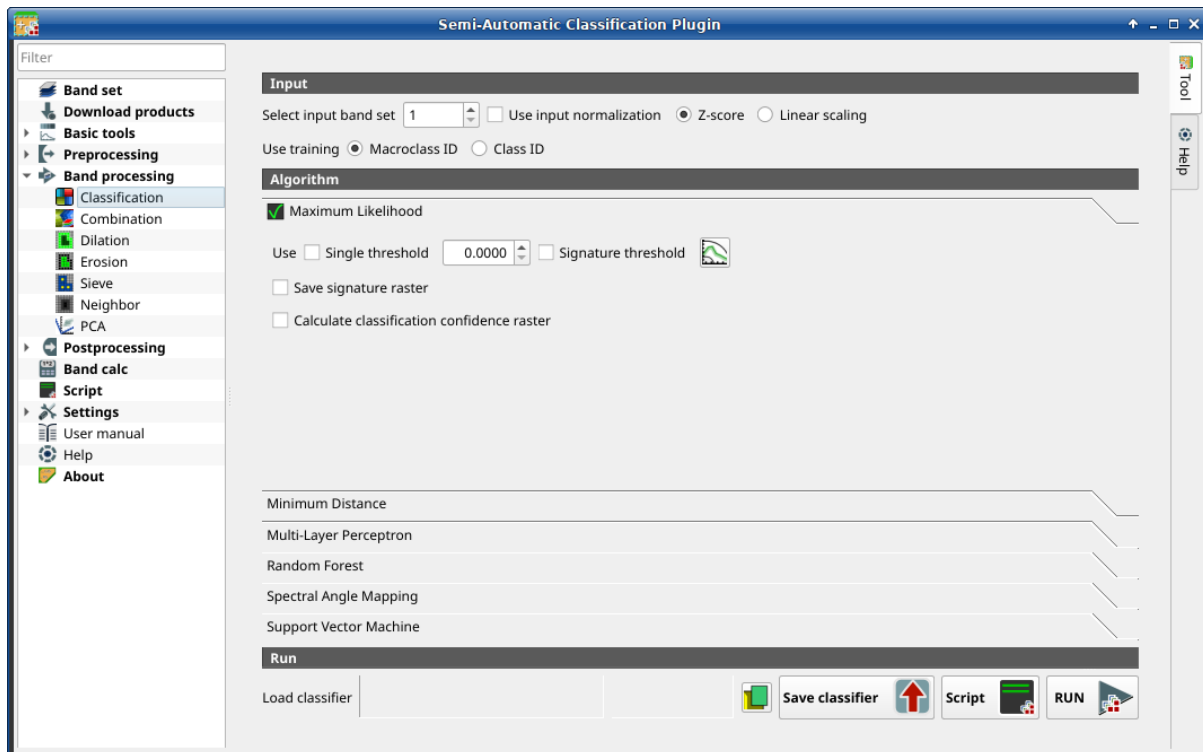 Semi-Automatic Classification Plugin
Filter
Band set
Download products
Basic tools
Preprocessing
Band processing
Classification
Combination
Dilation
Erosion
Sieve
Neighbor
PCA
Postprocessing
Band calc
Script
Settings
User manual
Help
About
Input
Select input band set 1 Use input normalization Z-score Linear scaling
Use training Macroclass ID Class ID
Algorithm
Maximum Likelihood
Use Single threshold 0.0000 Signature threshold
Save signature raster
Calculate classification confidence raster
Minimum Distance
Multi-Layer Perceptron
Random Forest
Spectral Angle Mapping
Support Vector Machine
Run
Load classifier Save classifier Script RUN
Tool
Help